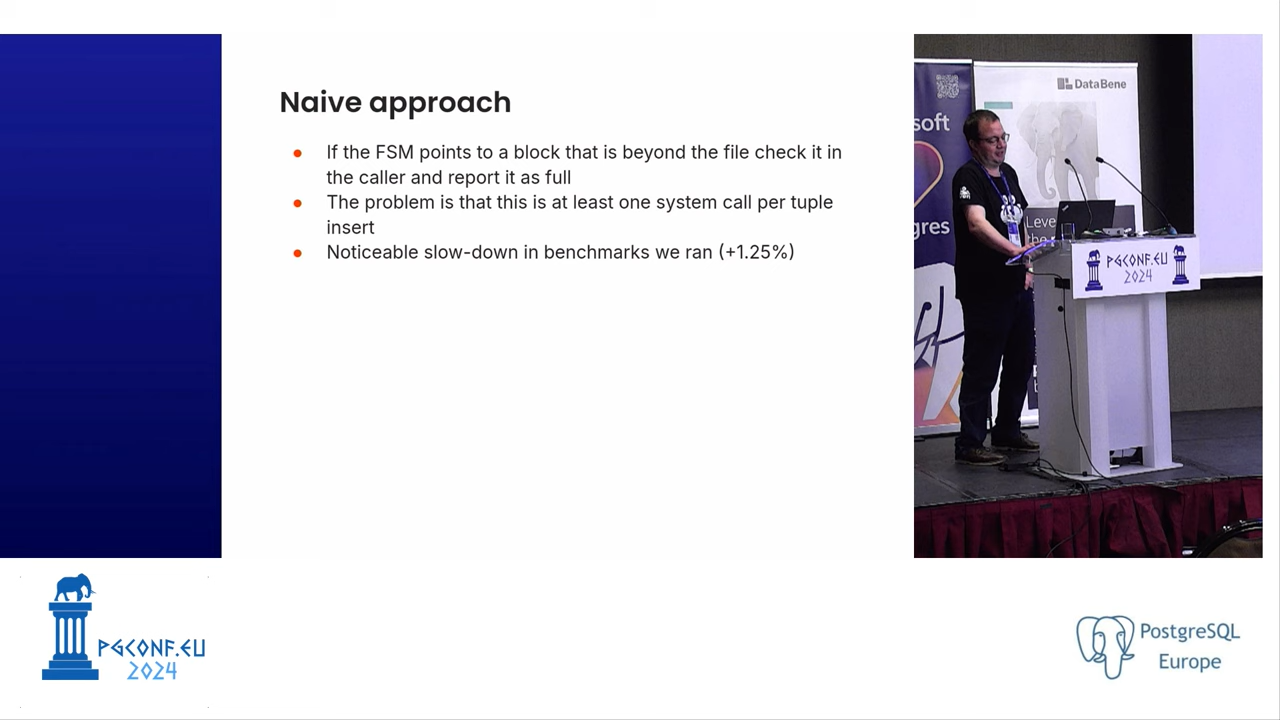 Naive approach
● If the FSM points to a block that is beyond the file check it in
the caller and report it as full
● The problem is that this is at least one system call per tuple
insert
● Noticeable slow-down in benchmarks we ran (+1.25%)
DataBene
soft
gres
Leve
the
PGCONF.EU
2024
PGCONF.EU
2024
PostgreSQL
Europe